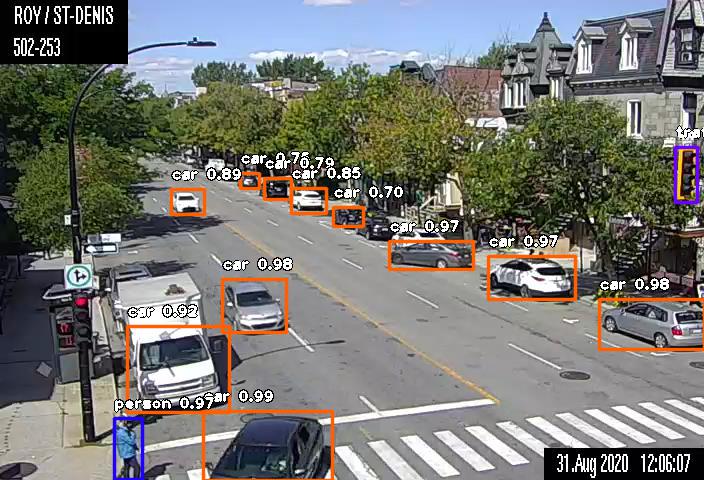 ROY / ST-DENIS
502-253
car 0.75
car 0.79
car 0.89
car 0.85
car 0.70
car 0.97
car 0.97
car 0.98
car 0.98
car 0.92
car 0.99
person 0.97
31.Aug 2020 12:06:07